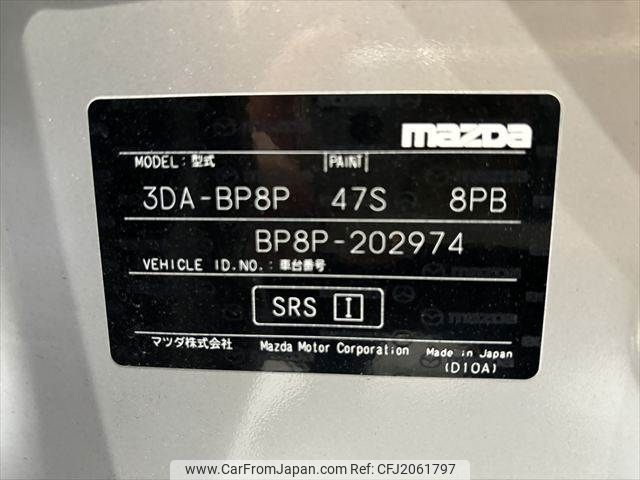 mazda
MODEL: 型式 PAINT
3DA-BP8P 47S 8PB
BP8P-202974
VEHICLE ID.NO.: 車台番号
SRS I
マツダ株式会社 Mazda Motor Corporation Made in Japan
(D10A)
www.CarFromJapan.com | © CarFromJapan | CFJ2061797